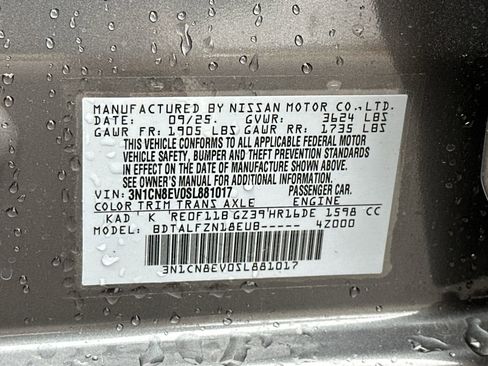 MANUFACTURED BY NISSAN MOTOR CO.,LTD.
DATE: 09/25. GVWR: 3624 LBS
GAWR FR: 1905 LBS GAWR RR: 1735 LBS
THIS VEHICLE CONFORMS TO ALL APPLICABLE FEDERAL MOTOR
VEHICLE SAFETY, BUMPER AND THEFT PREVENTION STANDARDS
IN EFFECT ON THE DATE OF MANUFACTURE SHOWN ABOVE.
SEE OWNER'S MANUAL FOR ADDITIONAL INFORMATION.
VIN: 3N1CN8EV0SL881017 PASSENGER CAR.
COLOR TRIM TRANS AXLE ENGINE
KAD' K 'RE0F11B GZ39'HR16DE 1598 CC
MODEL: BDTALFZN18EUB----- 4Z000
3N1CN8EV0SL881017